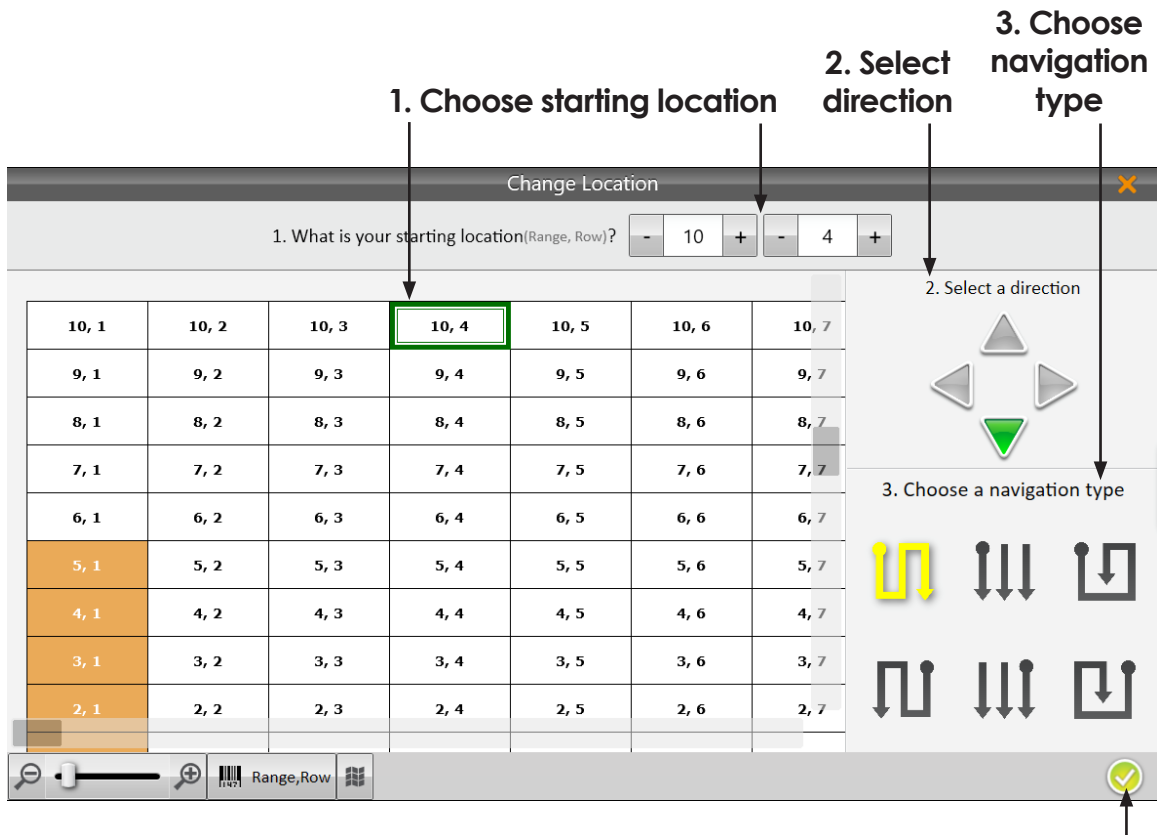 3. Choose
navigation
type
2. Select
direction
1. Choose starting location
Change Location
1. What is your starting location(Range, Row)? - 10 + - 4 +
2. Select a direction
10, 1 10, 2 10, 3 10, 4 10, 5 10, 6 10, 7
9, 1 9, 2 9, 3 9, 4 9, 5 9, 6 9, 7
8, 1 8, 2 8, 3 8, 4 8, 5 8, 6 8, 7
7, 1 7, 2 7, 3 7, 4 7, 5 7, 6 7, 7
3. Choose a navigation type
6, 1 6, 2 6, 3 6, 4 6, 5 6, 6 6, 7
5, 1 5, 2 5, 3 5, 4 5, 5 5, 6 5, 7
4, 1 4, 2 4, 3 4, 4 4, 5 4, 6 4, 7
3, 1 3, 2 3, 3 3, 4 3, 5 3, 6 3, 7
2, 1 2, 2 2, 3 2, 4 2, 5 2, 6 2, 7
147 Range,Row